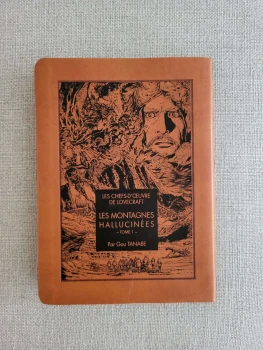 LES CHEFS-D'ŒUVRE
DE LOVECRAFT
LES MONTAGNES
HALLUCINÉES
– TOME 1 –
Par Gou TANABE